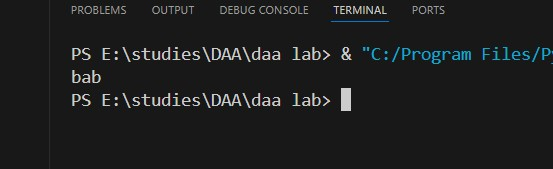 PROBLEMS OUTPUT DEBUG CONSOLE TERMINAL PORTS
PS E:\studies\DAA\daa lab> & "C:/Program Files/Py
bab
PS E:\studies\DAA\daa lab>